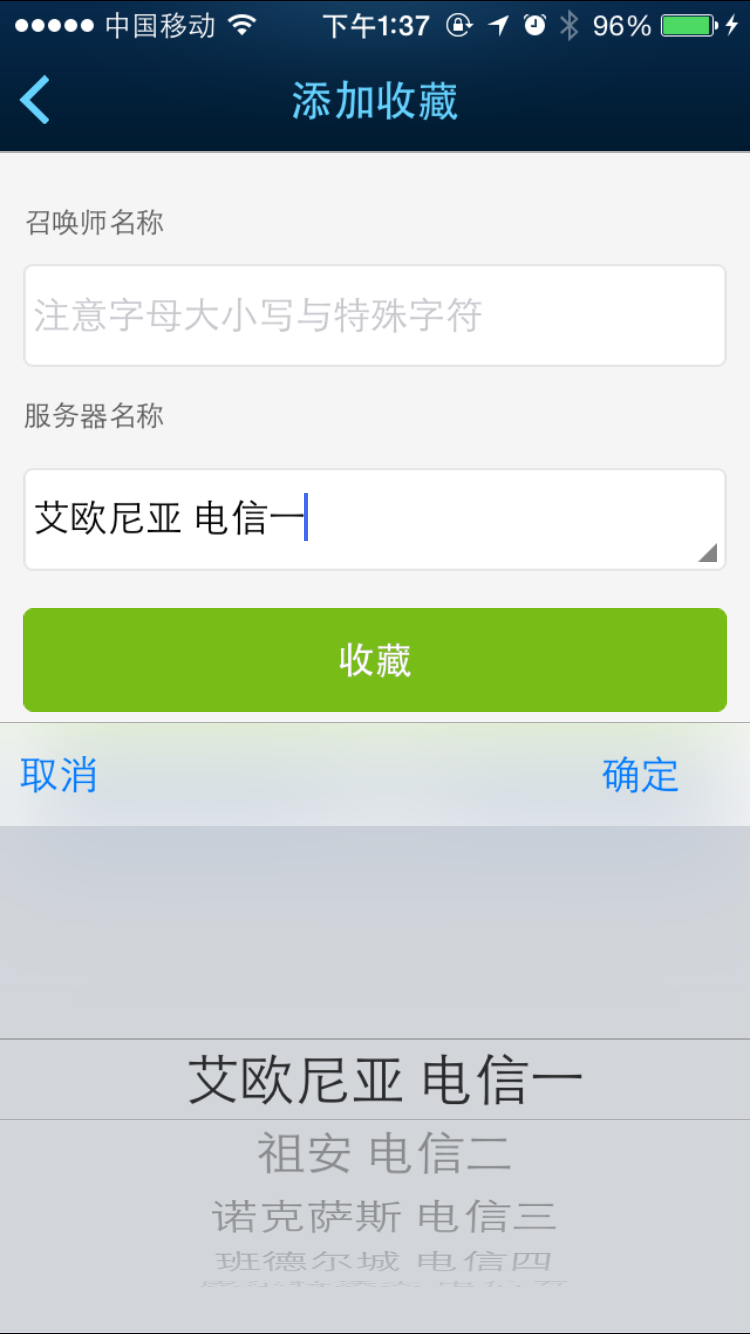 中国移动 下午1:37 96%
添加收藏
召唤师名称
注意字母大小写与特殊字符
服务器名称
艾欧尼亚 电信一
收藏
取消 确定
艾欧尼亚 电信一
祖安 电信二
诺克萨斯 电信三
班德尔城 电信四